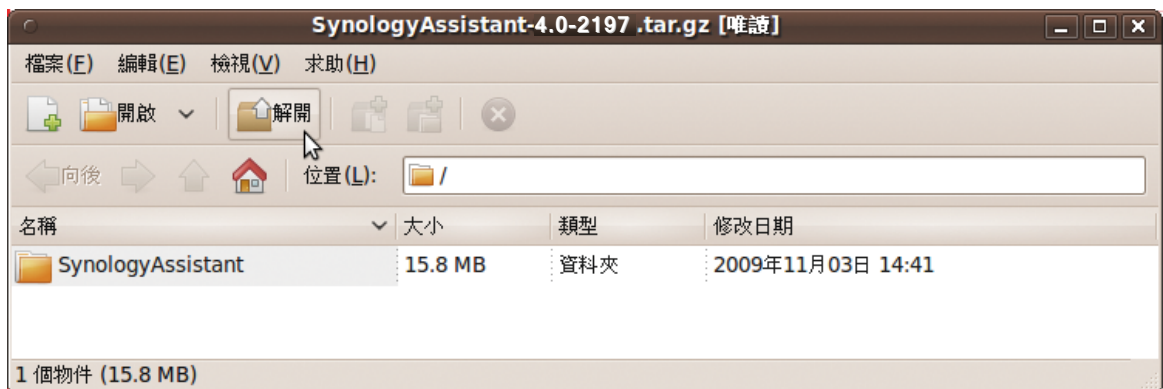 SynologyAssistant-4.0-2197 .tar.gz [唯讀]
檔案(F) 編輯(E) 檢視(V) 求助(H)
開啟 解開
向後 位置(L): /
名稱 大小 類型 修改日期
SynologyAssistant 15.8 MB 資料夾 2009年11月03日 14:41
1 個物件 (15.8 MB)